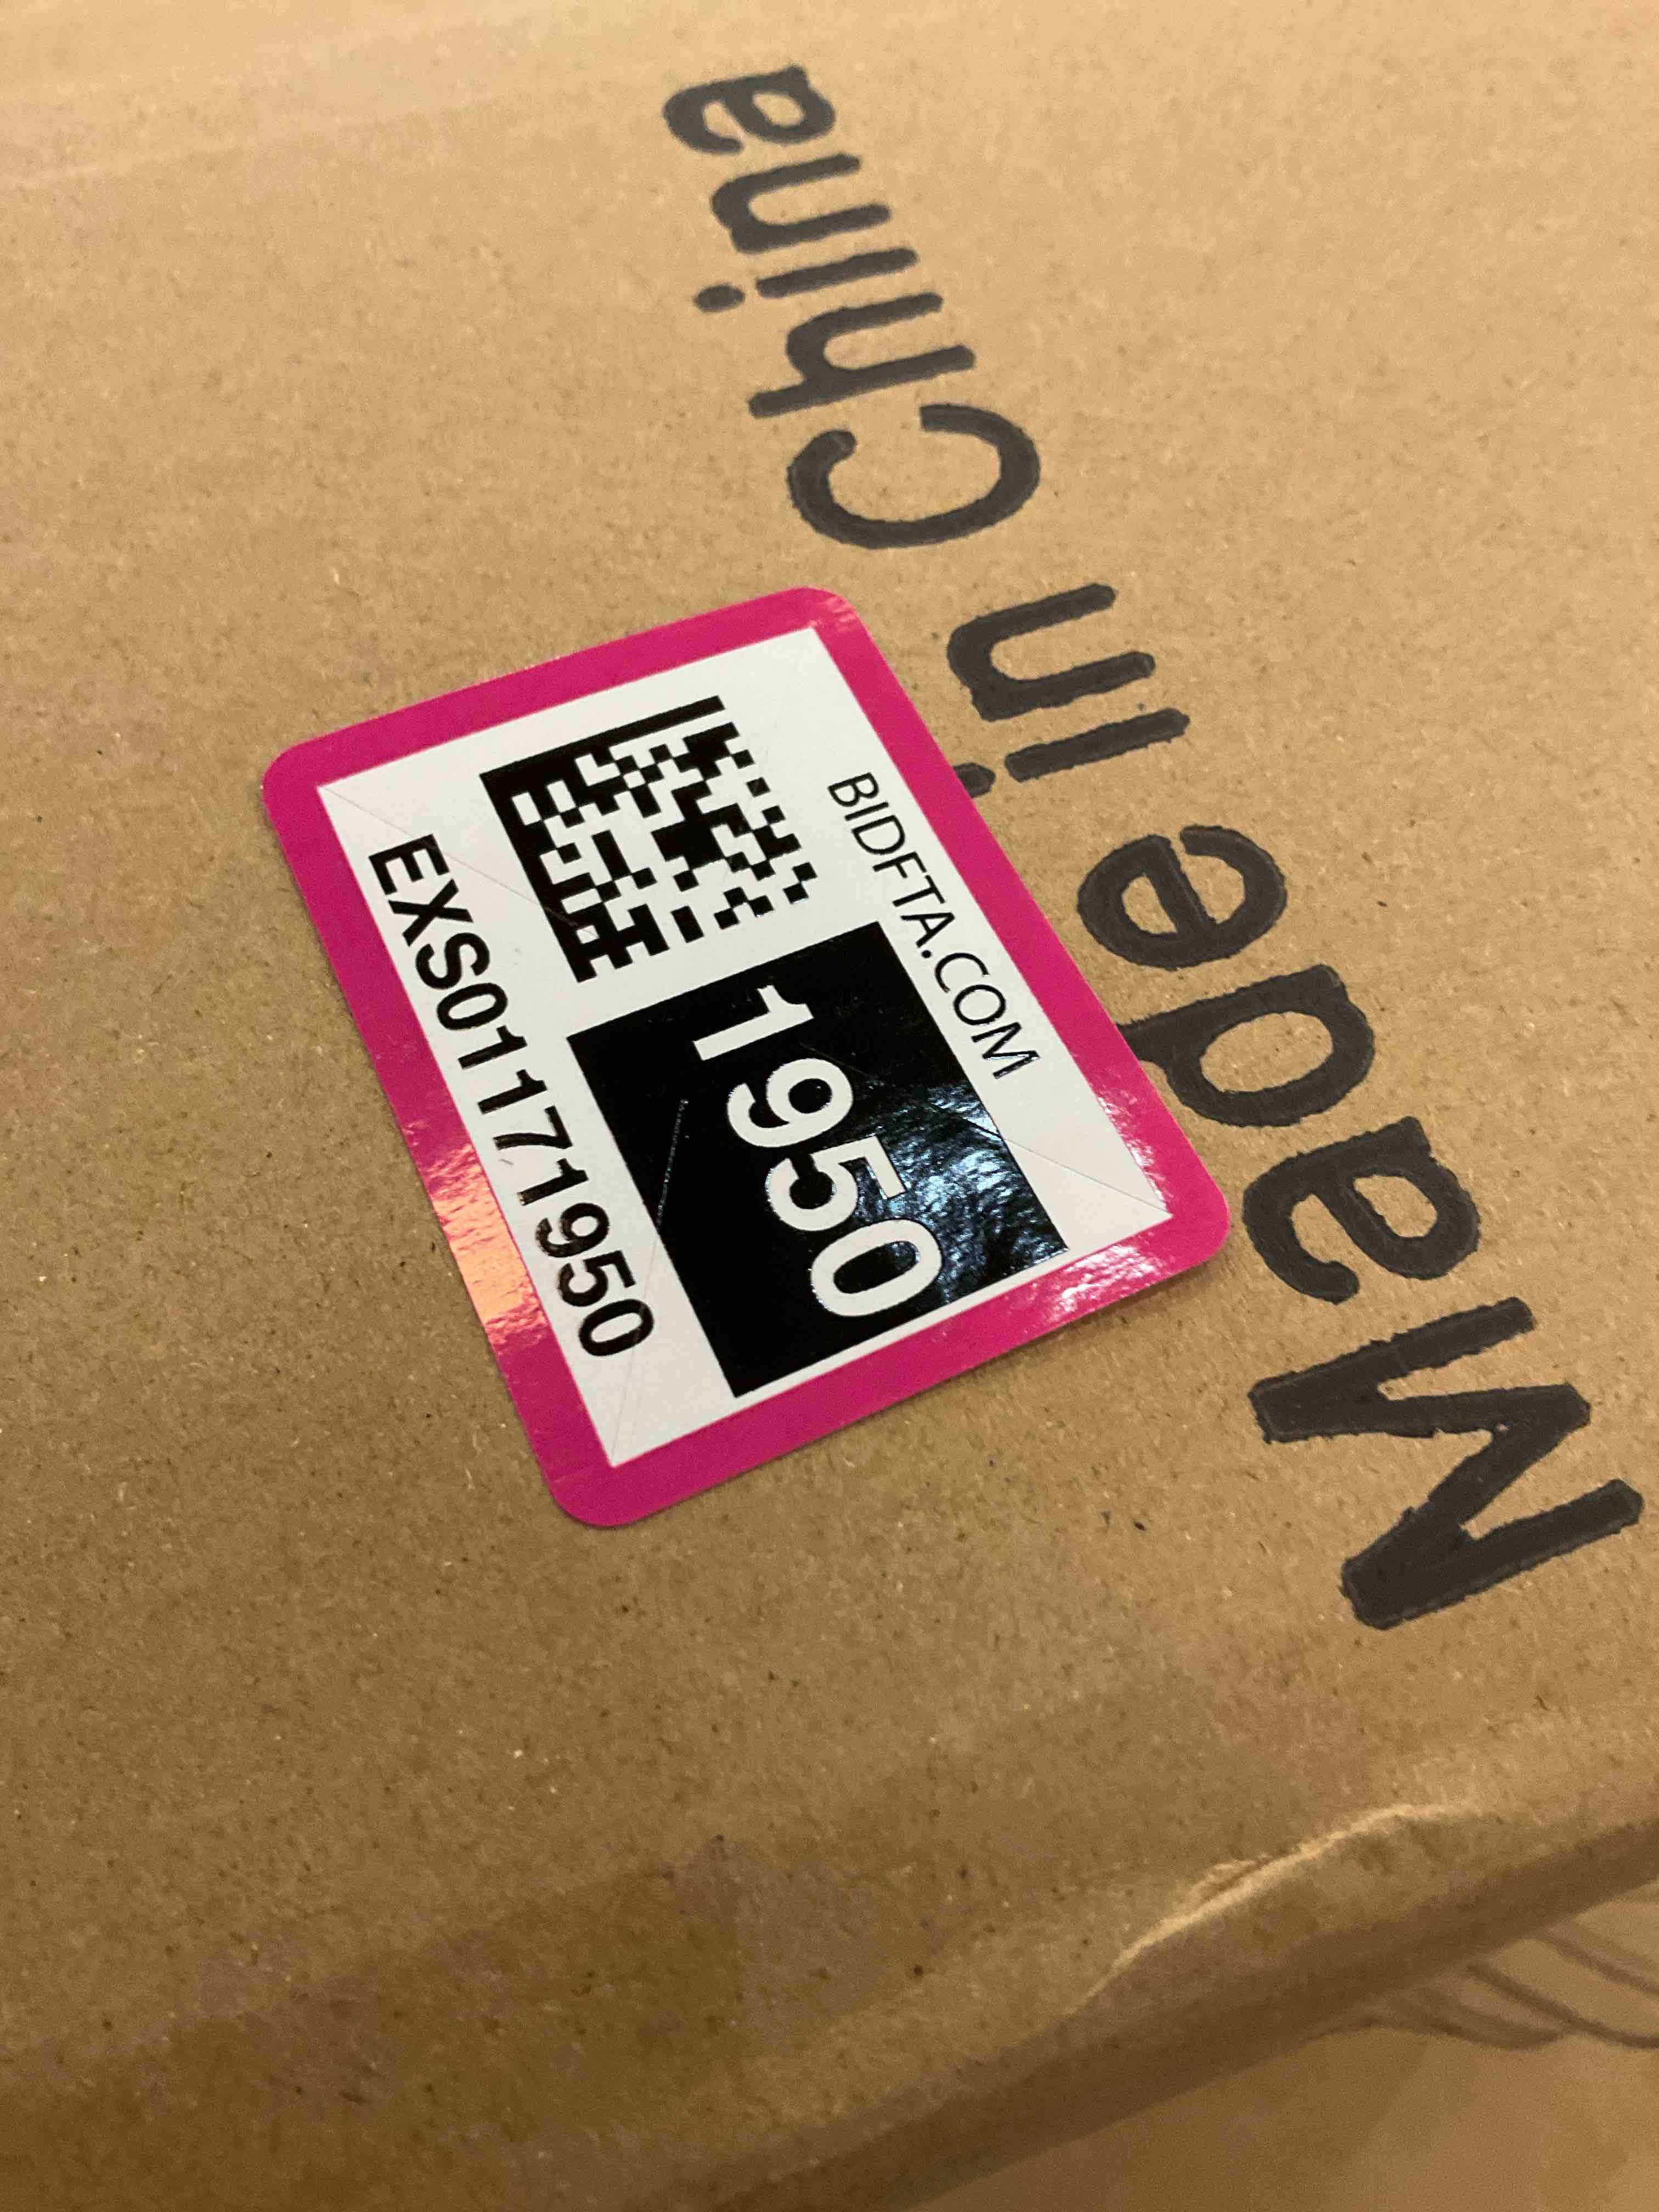 Made in China
BIDFTA.COM
1950
EXS01171950